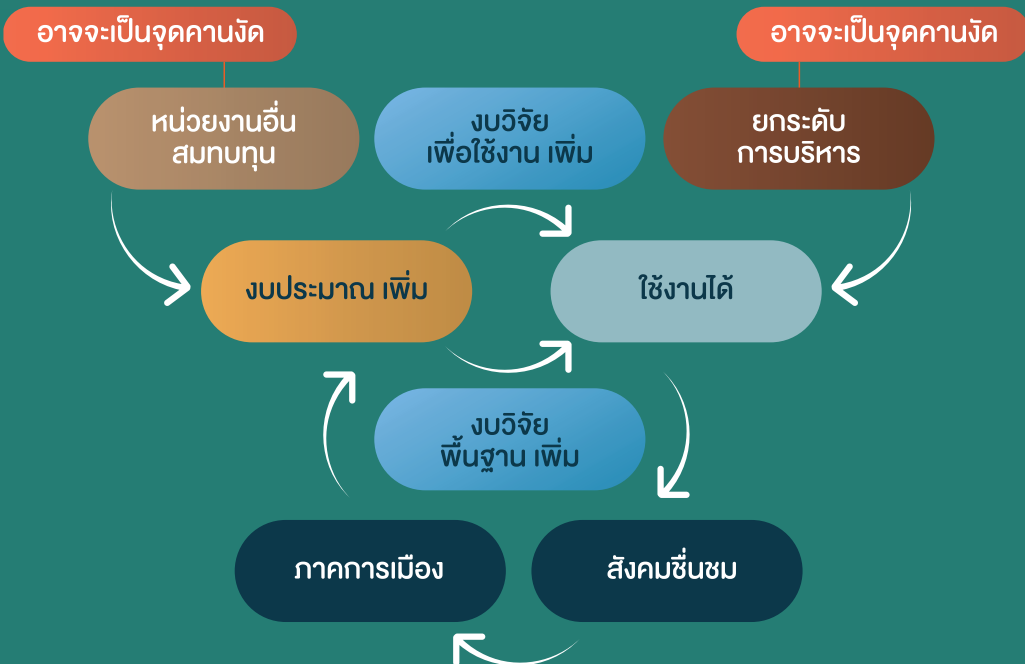 อาจจะเป็นจุดคานงัด
อาจจะเป็นจุดคานงัด
หน่วยงานอื่น
สมทบทุน
งบวิจัย
เพื่อใช้งาน เพิ่ม
ยกระดับ
การบริหาร
งบประมาณ เพิ่ม
ใช้งานได้
งบวิจัย
พื้นฐาน เพิ่ม
ภาคการเมือง
สังคมชื่นชม